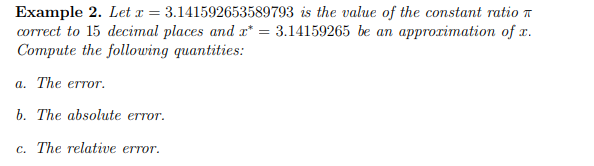 Example 2. Let x = 3.141592653589793 is the value of the constant ratio π
correct to 15 decimal places and x* = 3.14159265 be an approximation of x.
Compute the following quantities:
a. The error.
b. The absolute error.
c. The relative error.